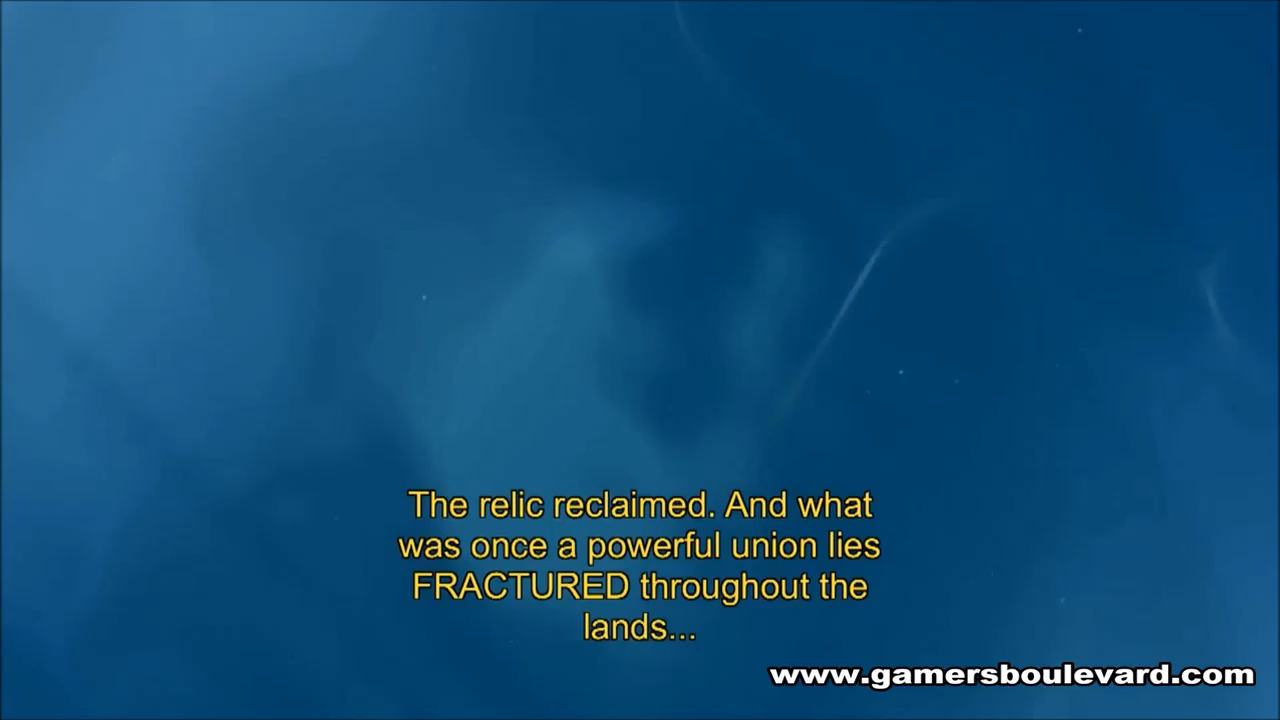 The relic reclaimed. And what
was once a powerful union lies
FRACTURED throughout the
lands...
www.gamersboulevard.com